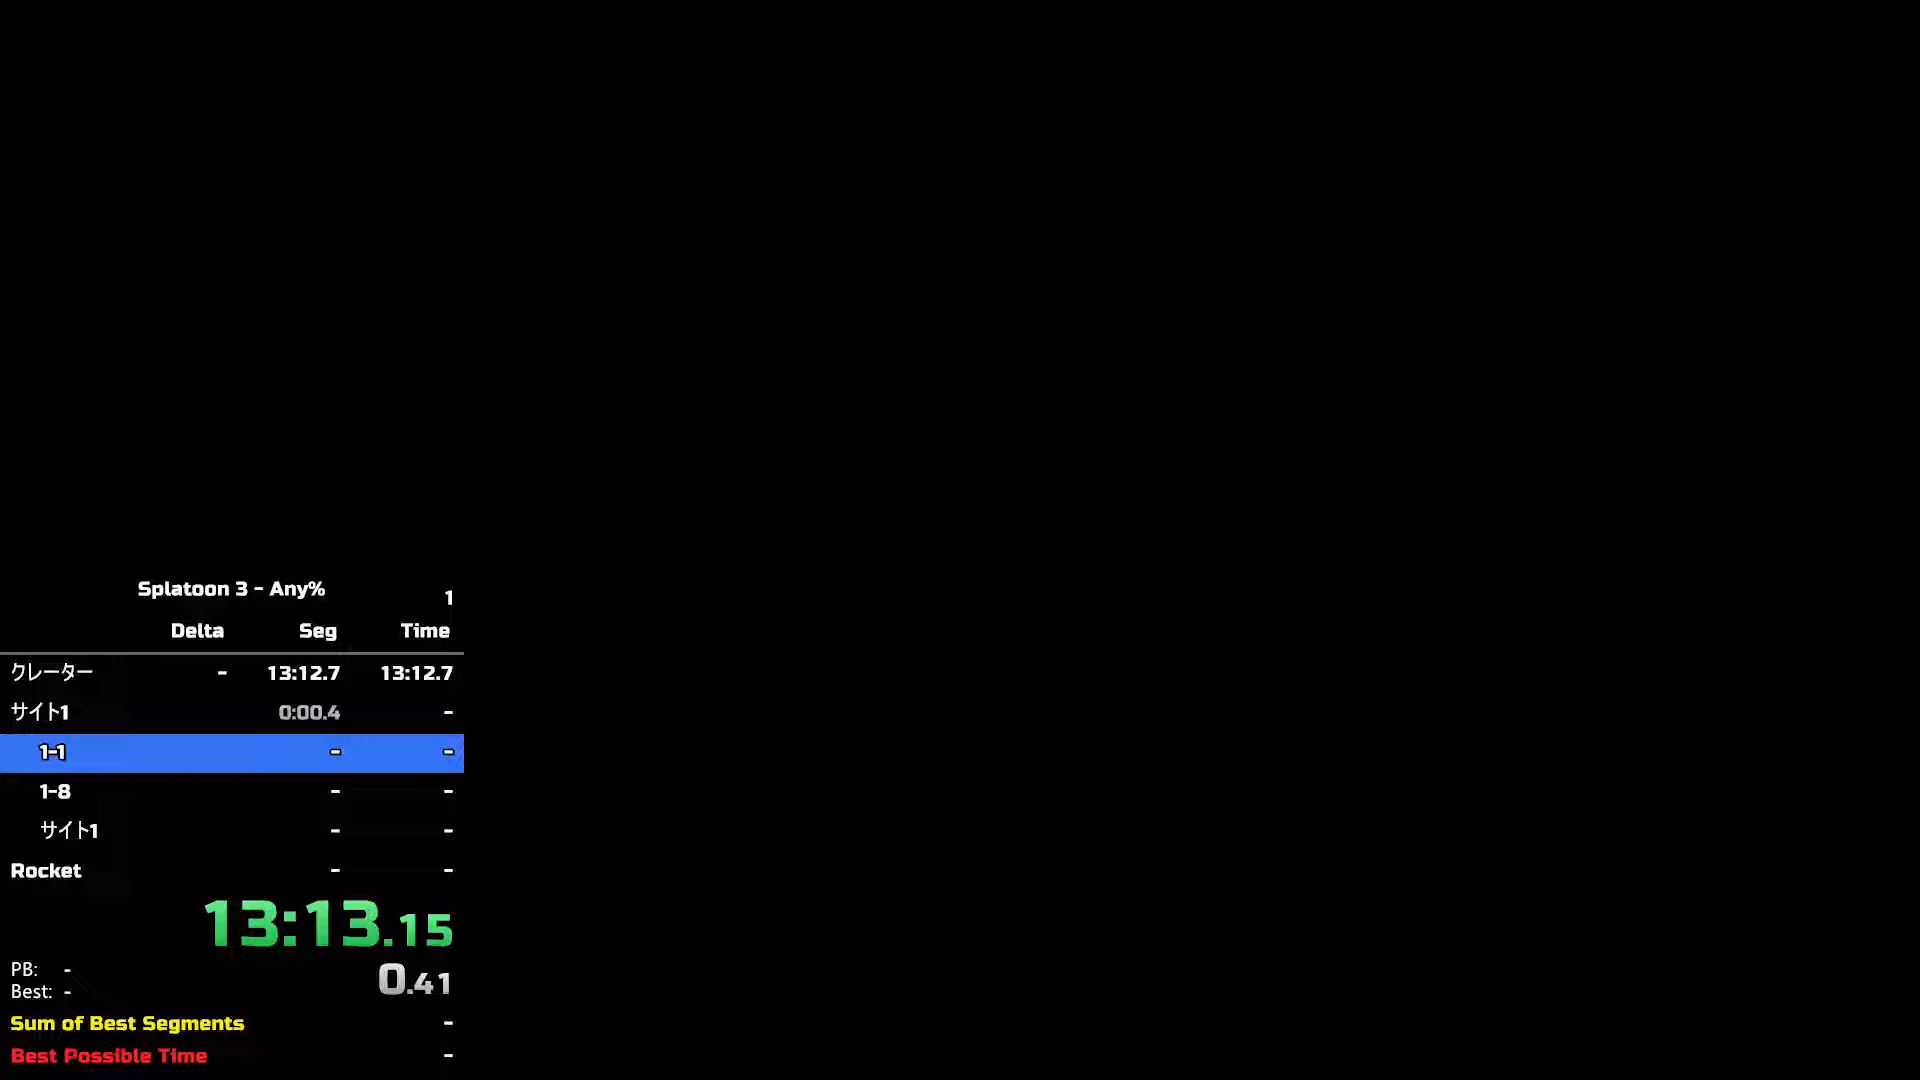 Splatoon 3 - Any%
1
Delta Seg Time
クレーター - 13:12.7 13:12.7
サイト1 0:00.4 -
1-1 - -
1-8 - -
サイト1 - -
Rocket - -
13:13.15
PB: -
0.41
Best: -
Sum of Best Segments -
Best Possible Time -